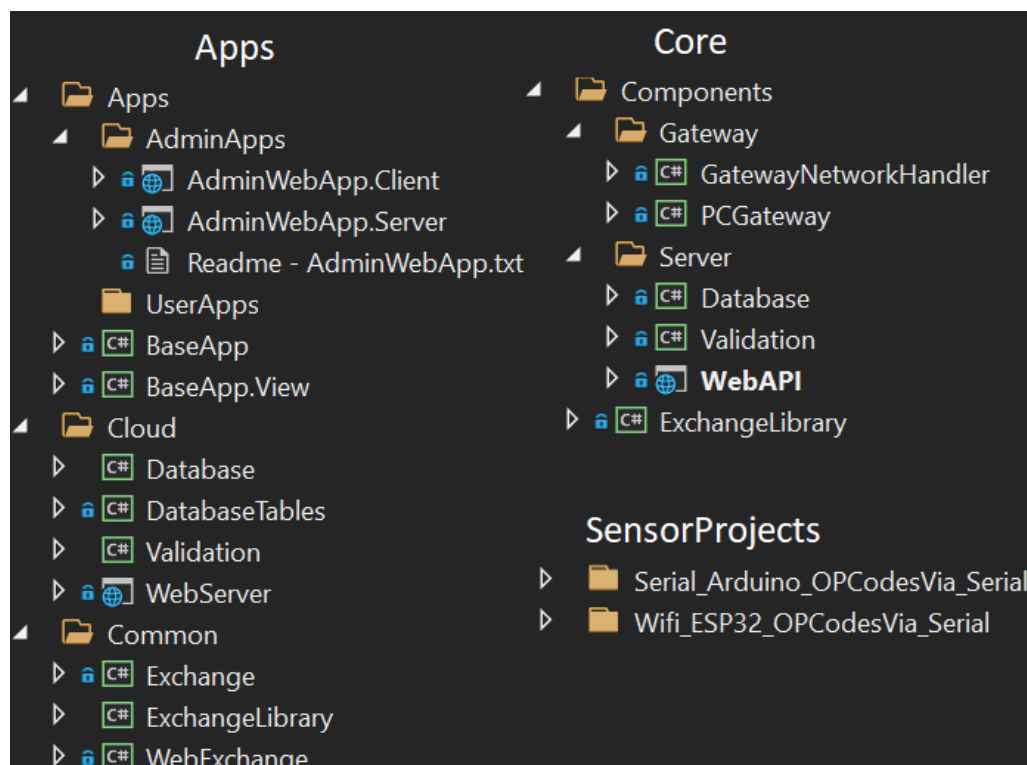 Apps
Apps
AdminApps
AdminWebApp.Client
AdminWebApp.Server
Readme - AdminWebApp.txt
UserApps
C# BaseApp
C# BaseApp.View
Cloud
C# Database
C# DatabaseTables
C# Validation
WebServer
Common
C# Exchange
C# ExchangeLibrary
C# WebExchange
Core
Components
Gateway
C# GatewayNetworkHandler
C# PCGateway
Server
C# Database
C# Validation
WebAPI
C# ExchangeLibrary
SensorProjects
Serial_Arduino_OPCodesVia_Serial
Wifi_ESP32_OPCodesVia_Serial